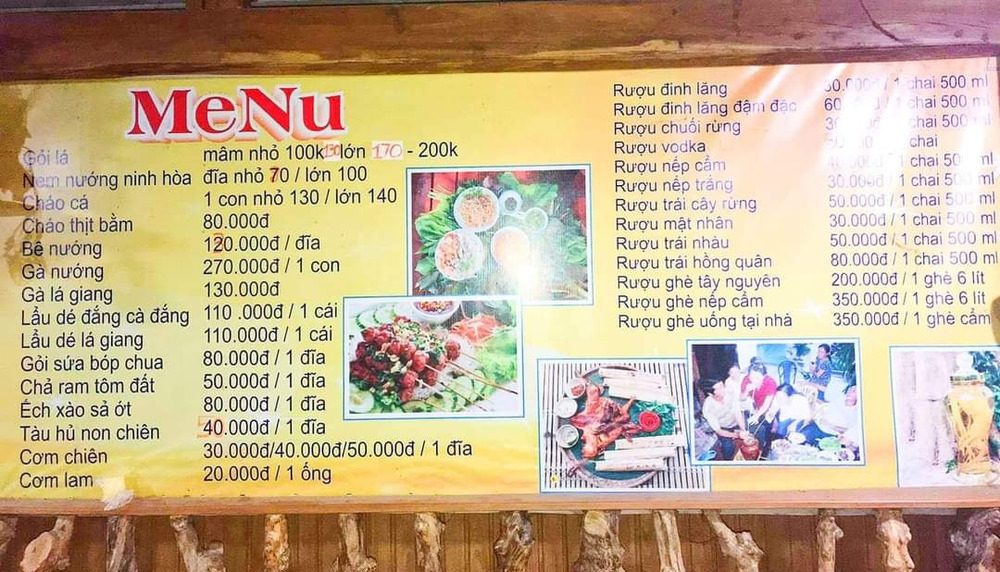 MeNu
Gỏi lá mâm nhỏ 100k 130 lớn 170 - 200k
Nem nướng ninh hòa đĩa nhỏ 70 / lớn 100
Cháo cá 1 con nhỏ 130 / lớn 140
Cháo thịt bằm 80.000đ
Bê nướng 120.000đ / đĩa
Gà nướng 270.000đ / 1 con
Gà lá giang 130.000đ
Lẩu dé đắng cà đắng 110 .000đ / 1 cái
Lẩu dé lá giang 110.000đ / 1 cái
Gỏi sứa bóp chua 80.000đ / 1 đĩa
Chả ram tôm đất 50.000đ / 1 đĩa
Ếch xào sả ớt 80.000đ / 1 đĩa
Tàu hủ non chiên 40.000đ / 1 đĩa
Cơm chiên 30.000đ/40.000đ/50.000đ / 1 đĩa
Cơm lam 20.000đ / 1 ống
Rượu đinh lăng 1 chai 500 ml
Rượu đinh lăng đậm đặc chai 500 ml
Rượu chuối rừng chai 500 ml
Rượu vodka chai
Rượu nếp cẩm 40.000đ / 1 chai 500 ml
Rượu nếp trảng 30.000đ / 1 chai 500 ml
Rượu trái cây rừng 50.000đ / 1 chai 500 ml
Rượu mật nhân 30.000đ / 1 chai 500 ml
Rượu trái nhàu 50.000đ / 1 chai 500 ml
Rượu trái hồng quân 80.000đ / 1 chai 500 ml
Rượu ghè tây nguyên 200.000đ / 1 ghè 6 lít
Rượu ghè nếp cẩm 350.000đ / 1 ghè 6 lít
Rượu ghè uống tại nhà 350.000đ / 1 ghè cẩm